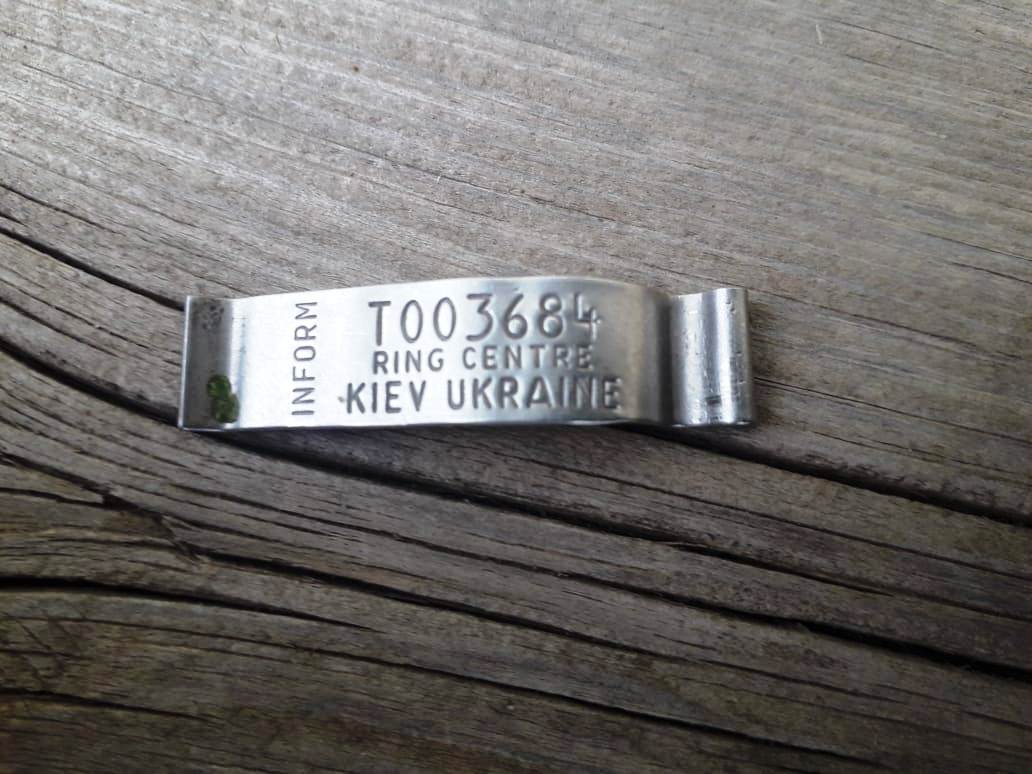 INFORM
T003684
RING CENTRE
KIEV UKRAINE